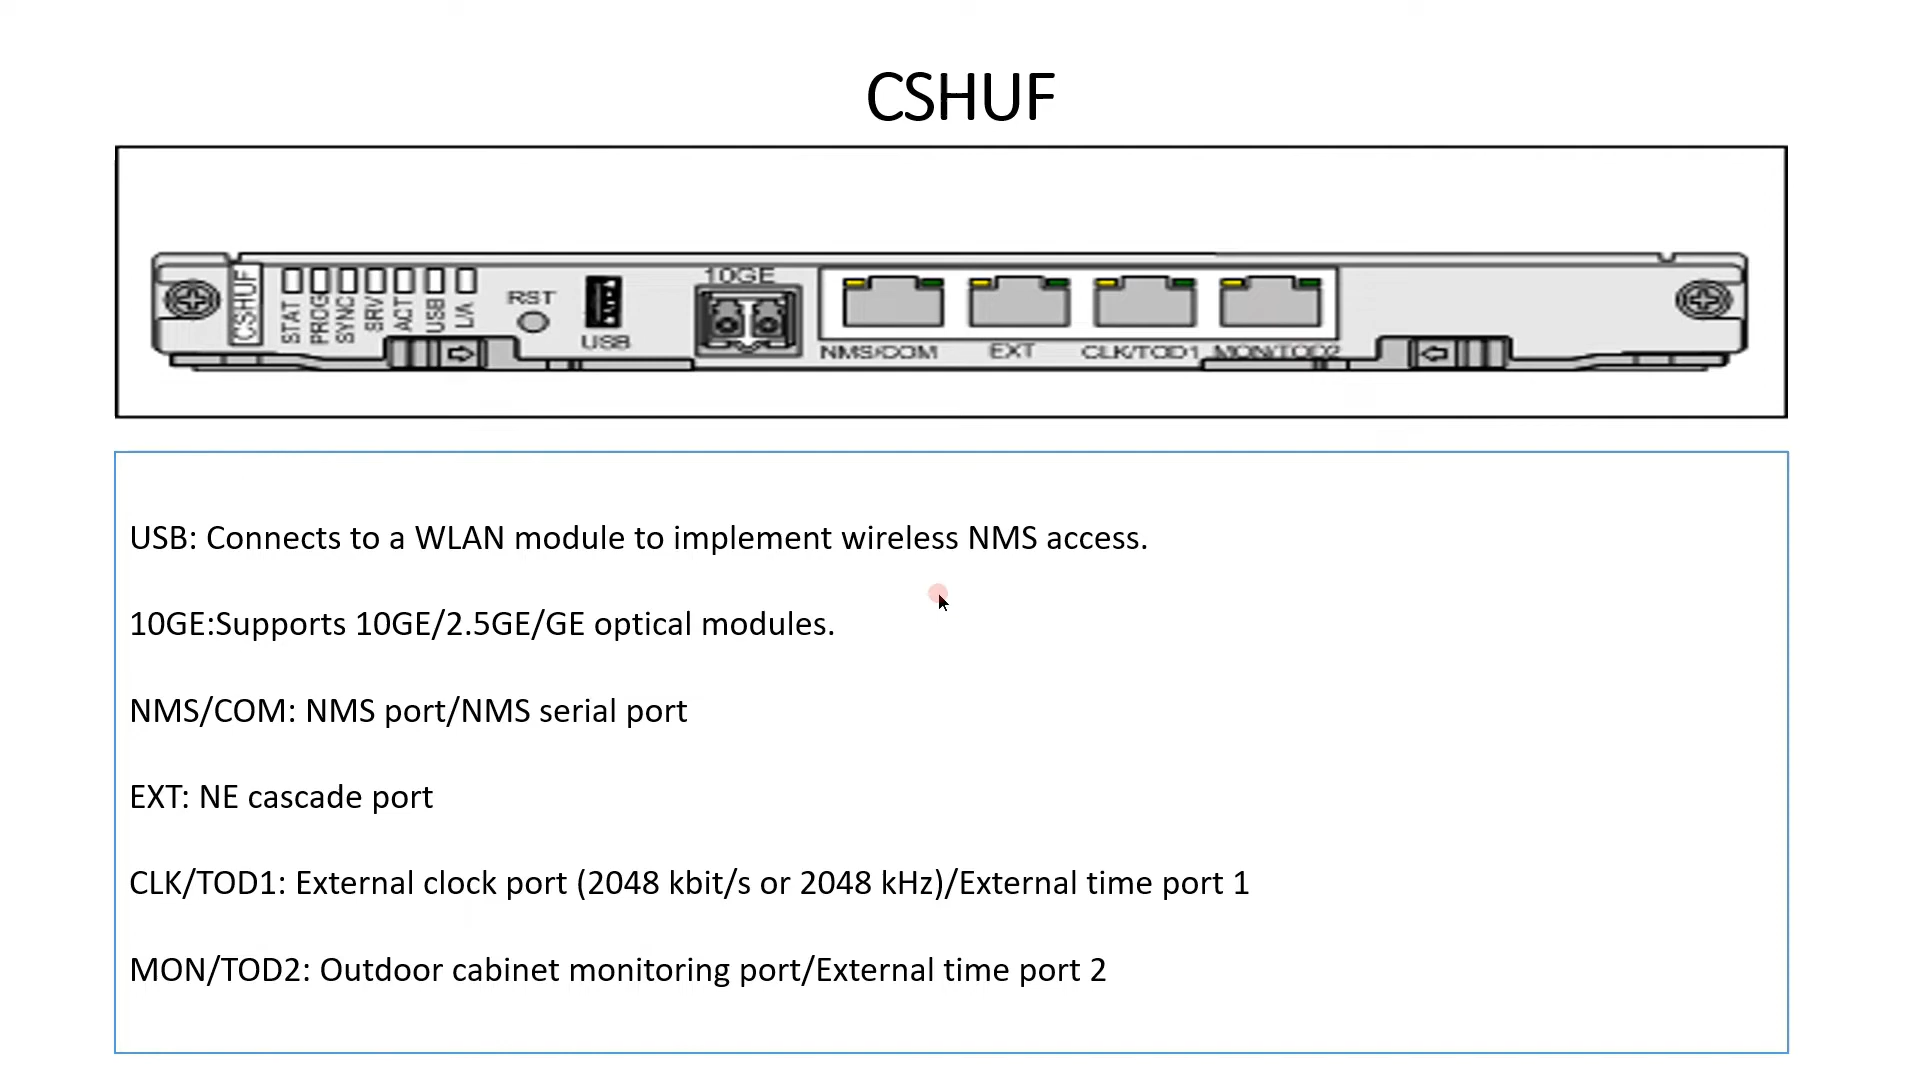 CSHUF
CSHUF
STAT
PROG
SYNC
SRV
ACT
USB
L/A
RST
USB
10GE
NMS/COM
EXT
CLK/TOD1
MON/TOD2
USB: Connects to a WLAN module to implement wireless NMS access.
10GE:Supports 10GE/2.5GE/GE optical modules.
NMS/COM: NMS port/NMS serial port
EXT: NE cascade port
CLK/TOD1: External clock port (2048 kbit/s or 2048 kHz)/External time port 1
MON/TOD2: Outdoor cabinet monitoring port/External time port 2